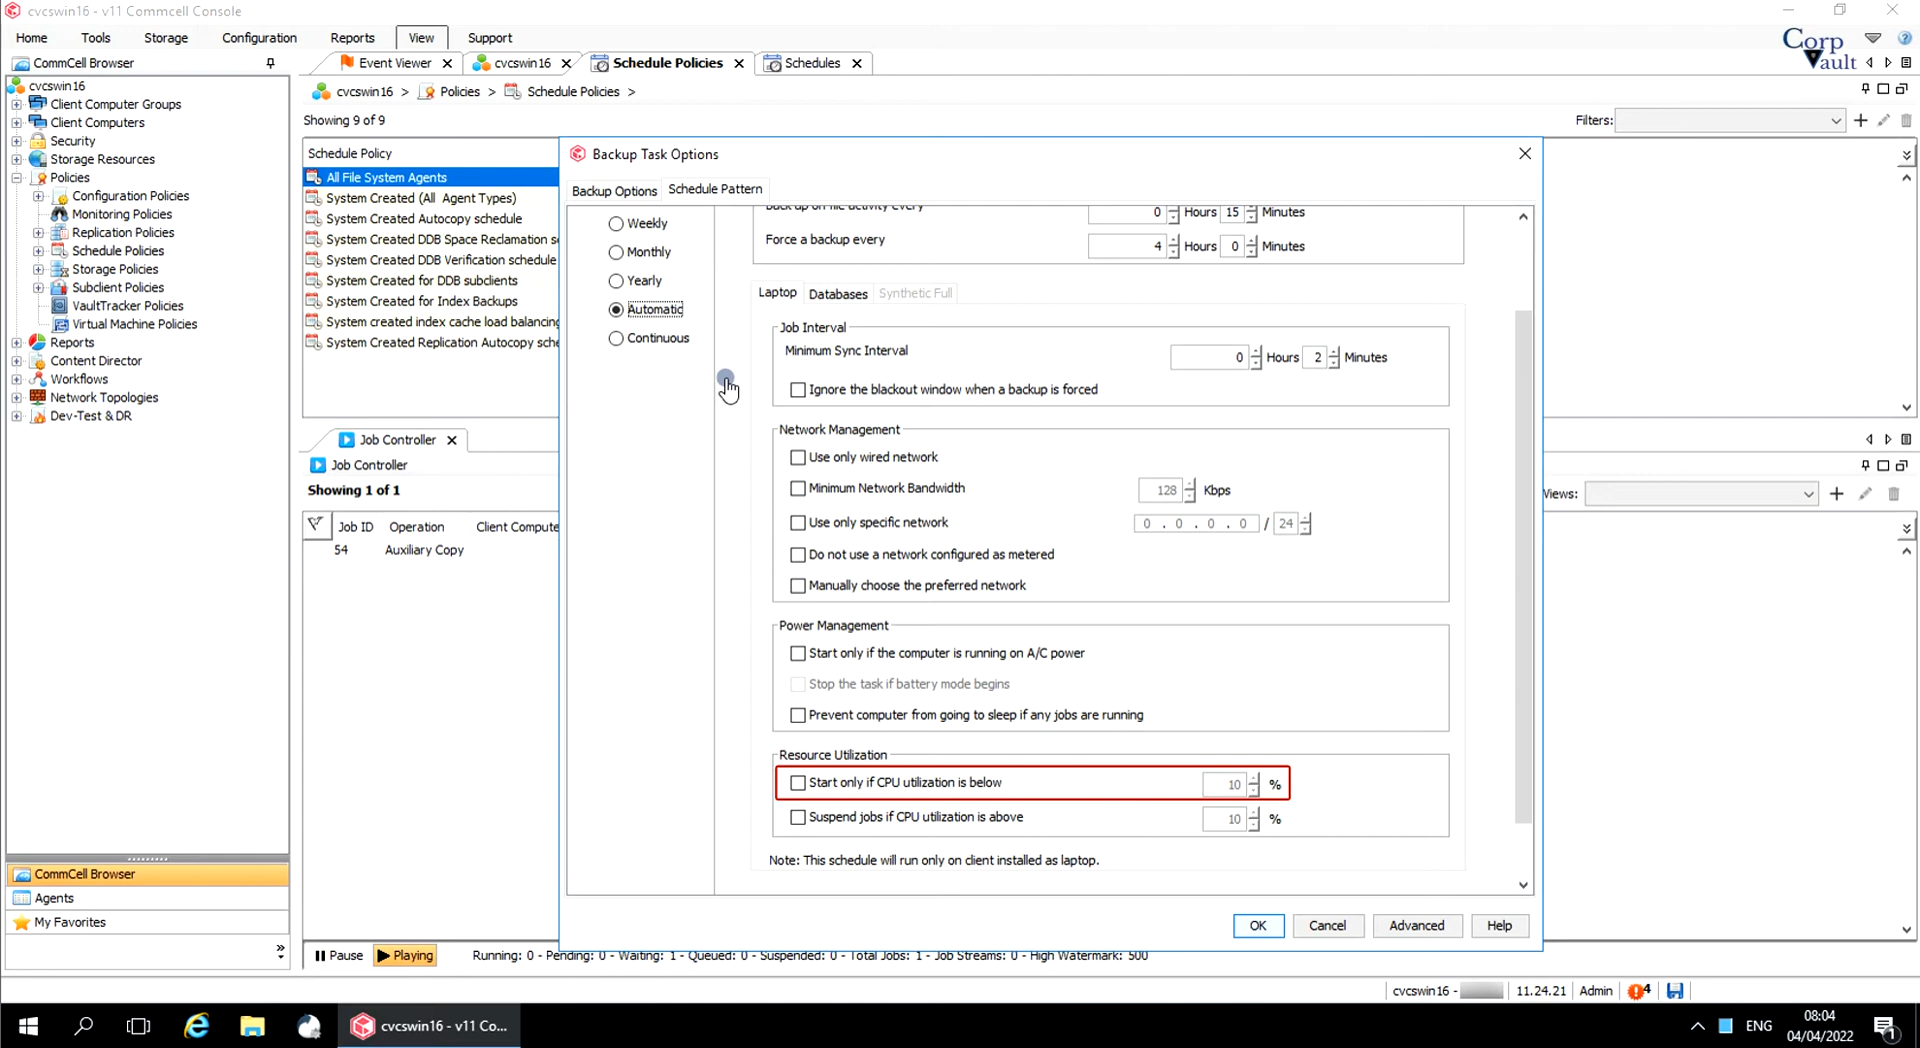 cvcswin16 - v11 Commcell Console
Home Tools Storage Configuration Reports View Support
Corp Vault
CommCell Browser
Event Viewer cvcswin16 Schedule Policies Schedules
cvcswin16 > Policies > Schedule Policies >
Showing 9 of 9
Filters:
cvcswin16
Client Computer Groups
Client Computers
Security
Storage Resources
Policies
Configuration Policies
Monitoring Policies
Replication Policies
Schedule Policies
Storage Policies
Subclient Policies
VaultTracker Policies
Virtual Machine Policies
Reports
Content Director
Workflows
Network Topologies
Dev-Test & DR
Schedule Policy
All File System Agents
System Created (All Agent Types)
System Created Autocopy schedule
System Created DDB Space Reclamation s
System Created DDB Verification schedule
System Created for DDB subclients
System Created for Index Backups
System created index cache load balancing
System Created Replication Autocopy sche
Backup Task Options
Backup Options Schedule Pattern
Weekly
Monthly
Yearly
Automatic
Continuous
Back up on file activity every 0 Hours 15 Minutes
Force a backup every 4 Hours 0 Minutes
Laptop Databases Synthetic Full
Job Interval
Minimum Sync Interval 0 Hours 2 Minutes
Ignore the blackout window when a backup is forced
Network Management
Use only wired network
Minimum Network Bandwidth 128 Kbps
Use only specific network 0 . 0 . 0 . 0 / 24
Do not use a network configured as metered
Manually choose the preferred network
Power Management
Start only if the computer is running on A/C power
Stop the task if battery mode begins
Prevent computer from going to sleep if any jobs are running
Resource Utilization
Start only if CPU utilization is below 10 %
Suspend jobs if CPU utilization is above 10 %
Note: This schedule will run only on client installed as laptop.
OK Cancel Advanced Help
Job Controller
Job Controller
Showing 1 of 1
Views:
Job ID Operation Client Compute
54 Auxiliary Copy
CommCell Browser
Agents
My Favorites
Pause Playing Running: 0 - Pending: 0 - Waiting: 1 - Queued: 0 - Suspended: 0 - Total Jobs: 1 - Job Streams: 0 - High Watermark: 500
cvcswin16 - 11.24.21 Admin 4
cvcswin16 - v11 Co...
ENG
08:04
04/04/2022
1